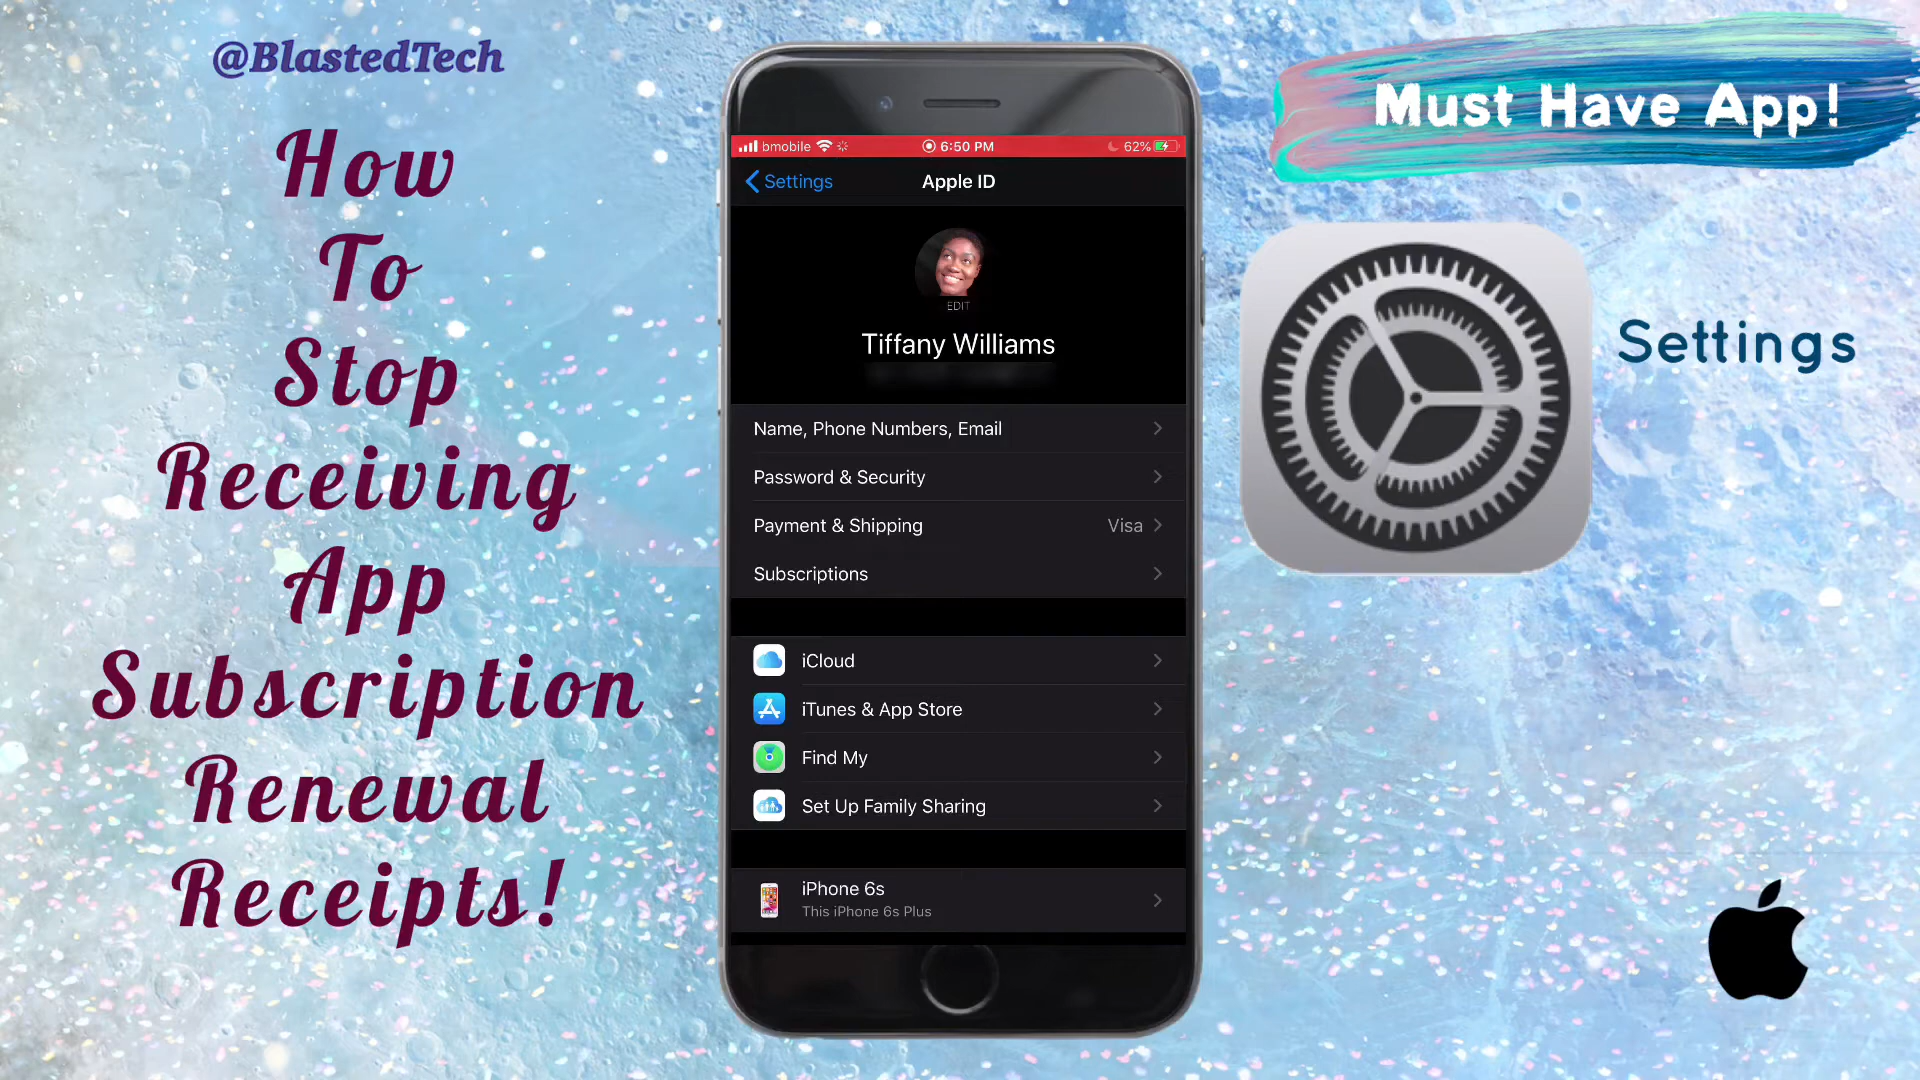 @BlastedTech
How
To
Stop
Receiving
App
Subscription
Renewal
Receipts!
bmobile
6:50 PM
62%
Settings
Apple ID
EDIT
Tiffany Williams
Name, Phone Numbers, Email
Password & Security
Payment & Shipping Visa
Subscriptions
iCloud
iTunes & App Store
Find My
Set Up Family Sharing
iPhone 6s
This iPhone 6s Plus
Must Have App!
Settings